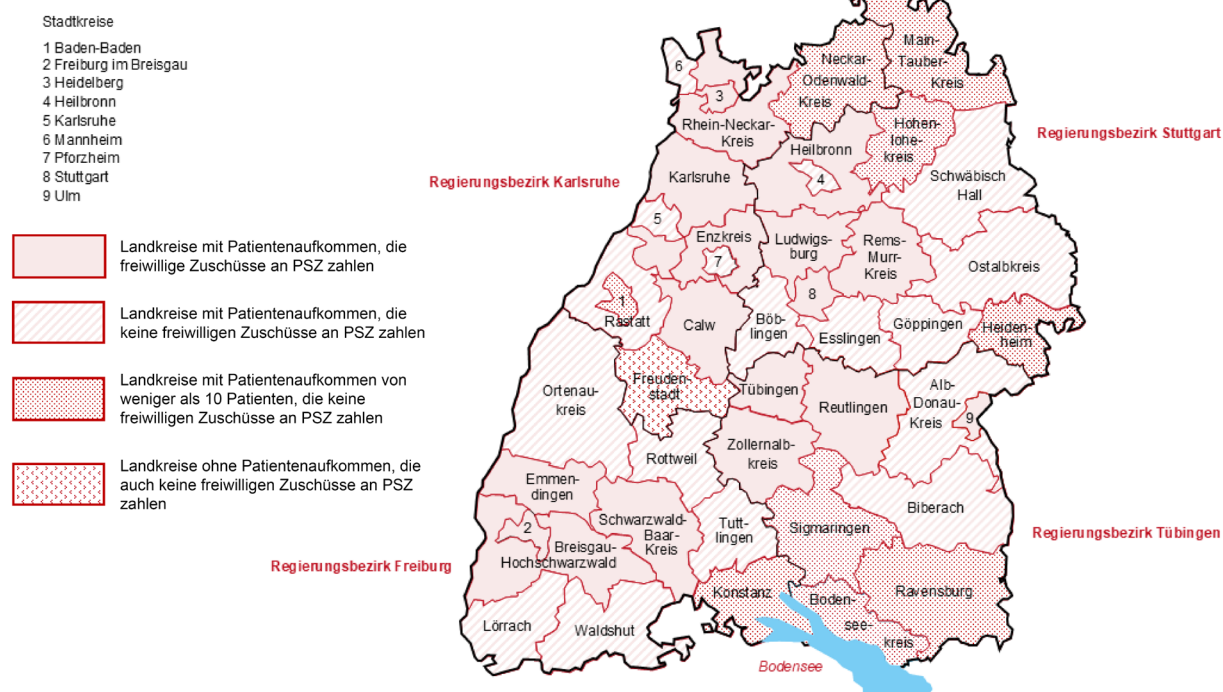 Stadtkreise
1 Baden-Baden
2 Freiburg im Breisgau
3 Heidelberg
4 Heilbronn
5 Karlsruhe
6 Mannheim
7 Pforzheim
8 Stuttgart
9 Ulm
Landkreise mit Patientenaufkommen, die
freiwillige Zuschüsse an PSZ zahlen
Landkreise mit Patientenaufkommen, die
keine freiwilligen Zuschüsse an PSZ zahlen
Landkreise mit Patientenaufkommen von
weniger als 10 Patienten, die keine
freiwilligen Zuschüsse an PSZ zahlen
Landkreise ohne Patientenaufkommen, die
auch keine freiwilligen Zuschüsse an PSZ
zahlen
Regierungsbezirk Karlsruhe
Regierungsbezirk Stuttgart
Regierungsbezirk Freiburg
Regierungsbezirk Tübingen
Main-
Tauber-
Kreis
Neckar-
Odenwald-
Kreis
6
3
Rhein-Neckar-
Kreis
Hohen-
lohe-
kreis
Heilbronn
4
Schwäbisch
Hall
Karlsruhe
5
Enzkreis
7
Ludwigs-
burg
Rems-
Murr-
Kreis
Ostalbkreis
1
Rastatt
Calw
8
Böb-
lingen
Esslingen
Göppingen
Heiden-
heim
Ortenau-
kreis
Freuden-
stadt
Tübingen
Reutlingen
Alb-
Donau-
Kreis
9
Rottweil
Zollernalb-
kreis
Emmen-
dingen
2
Breisgau-
Hochschwarzwald
Schwarzwald-
Baar-
Kreis
Tutt-
lingen
Sigmaringen
Biberach
Konstanz
Boden-
see-
kreis
Ravensburg
Lörrach
Waldshut
Bodensee